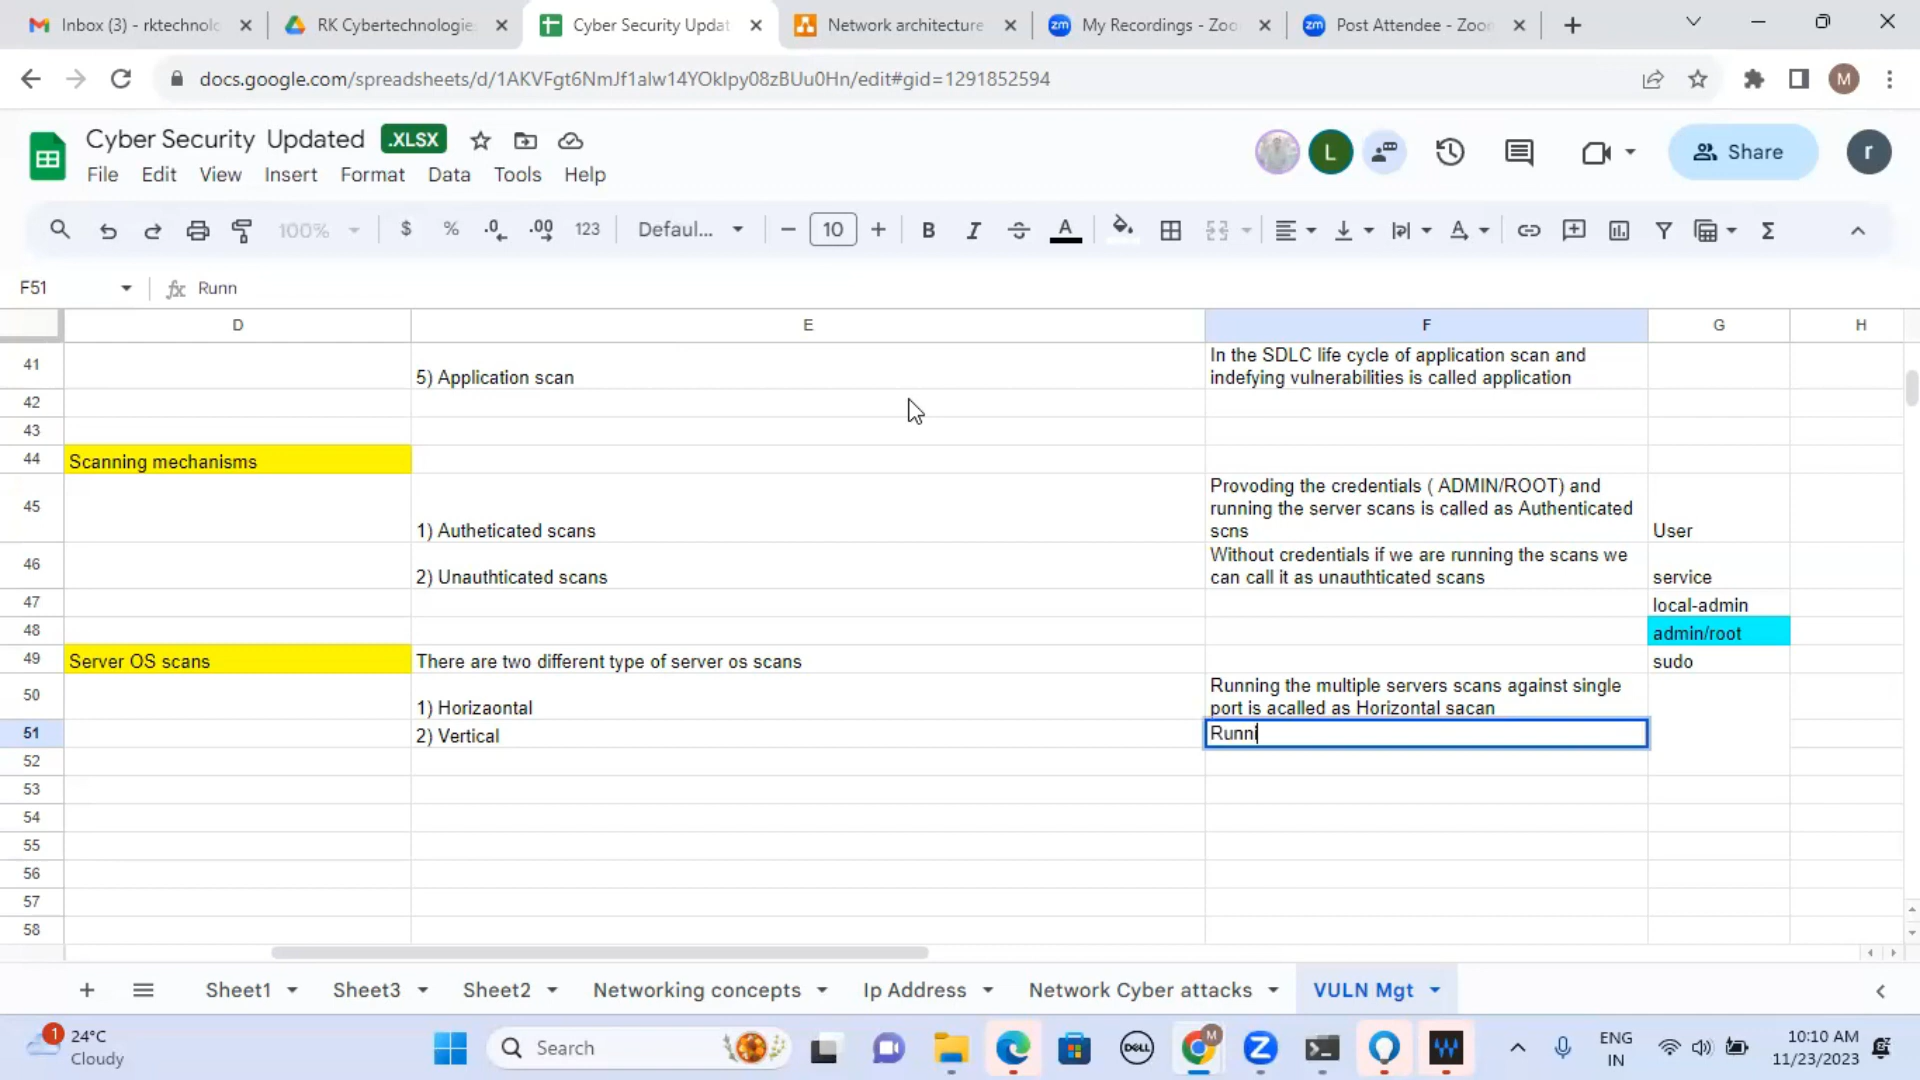 Inbox (3) - rktechnolo
RK Cybertechnologie
Cyber Security Updat
Network architecture
My Recordings - Zoo
Post Attendee - Zoom
docs.google.com/spreadsheets/d/1AKVFgt6NmJf1alw14YOkIpy08zBUu0Hn/edit#gid=1291852594
M
Cyber Security Updated
.XLSX
L
Share
r
File Edit View Insert Format Data Tools Help
100%
$ % .0 .00 123
Defaul...
10
B I S A
F51
fx Runn
D E F G H
41
5) Application scan
In the SDLC life cycle of application scan and
indefying vulnerabilities is called application
42
43
44 Scanning mechanisms
45
1) Autheticated scans
Provoding the credentials ( ADMIN/ROOT) and
running the server scans is called as Authenticated
scns
User
46
2) Unauthticated scans
Without credentials if we are running the scans we
can call it as unauthticated scans
service
47 local-admin
48 admin/root
49 Server OS scans There are two different type of server os scans sudo
50
1) Horizaontal
Running the multiple servers scans against single
port is acalled as Horizontal sacan
51 2) Vertical Runni
52
53
54
55
56
57
58
Sheet1 Sheet3 Sheet2 Networking concepts Ip Address Network Cyber attacks VULN Mgt
1
24°C
Cloudy
Search
DELL
M
ENG
IN
10:10 AM
11/23/2023